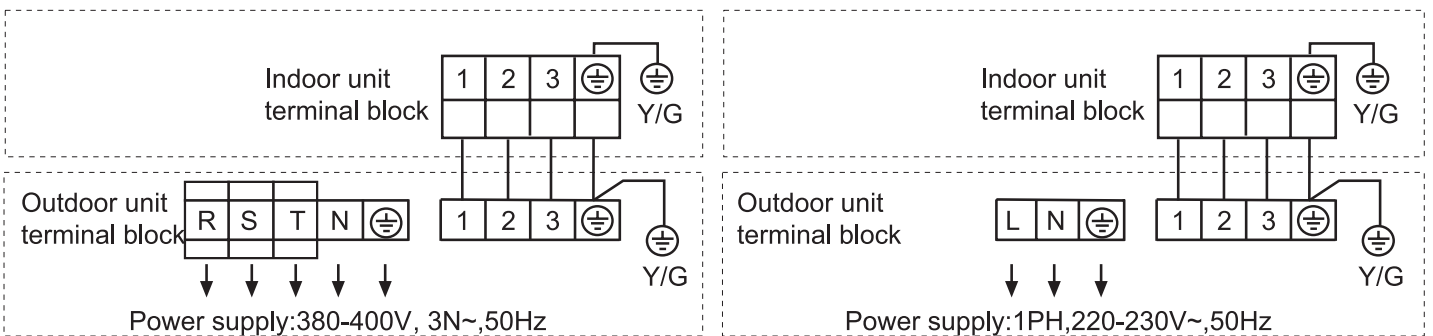 Indoor unit
terminal block
1 2 3
Y/G
Outdoor unit
terminal block
R S T N
1 2 3
Y/G
Power supply:380-400V, 3N~,50Hz
Indoor unit
terminal block
1 2 3
Y/G
Outdoor unit
terminal block
L N
1 2 3
Y/G
Power supply:1PH,220-230V~,50Hz